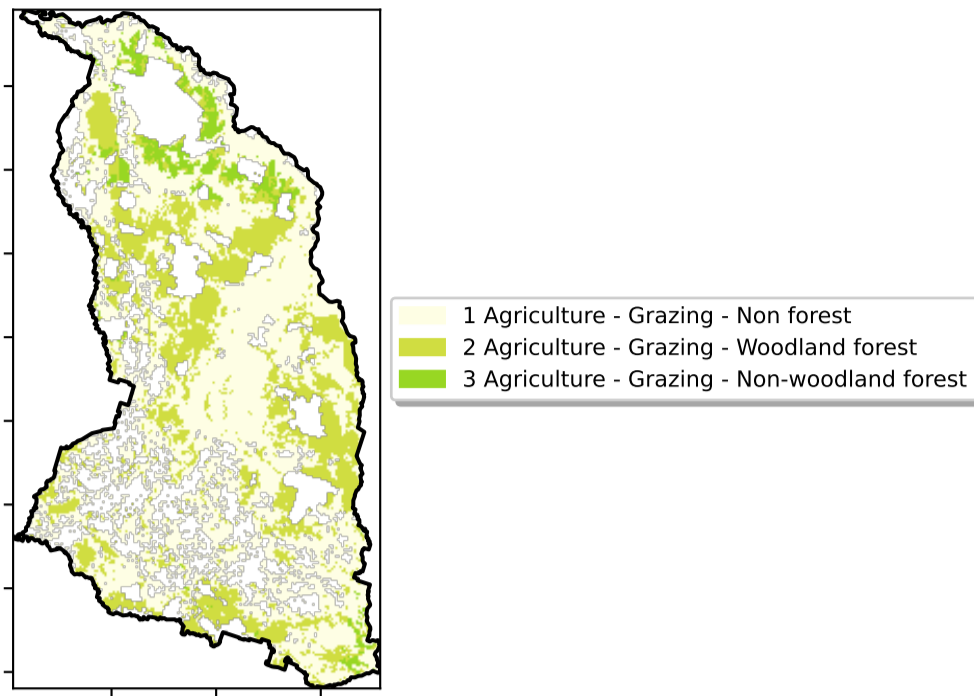 1 Agriculture - Grazing - Non forest
2 Agriculture - Grazing - Woodland forest
3 Agriculture - Grazing - Non-woodland forest